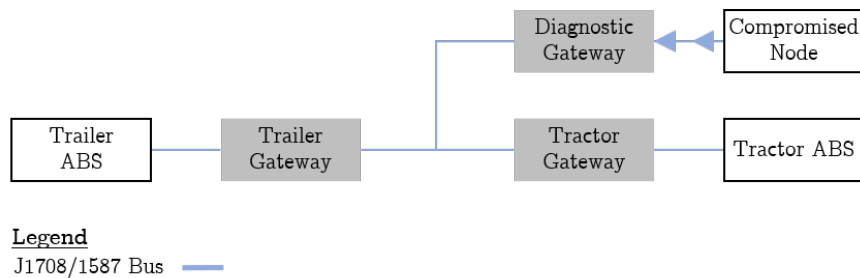 Diagnostic
Gateway
Compromised
Node
Trailer
ABS
Trailer
Gateway
Tractor
Gateway
Tractor ABS
Legend
J1708/1587 Bus